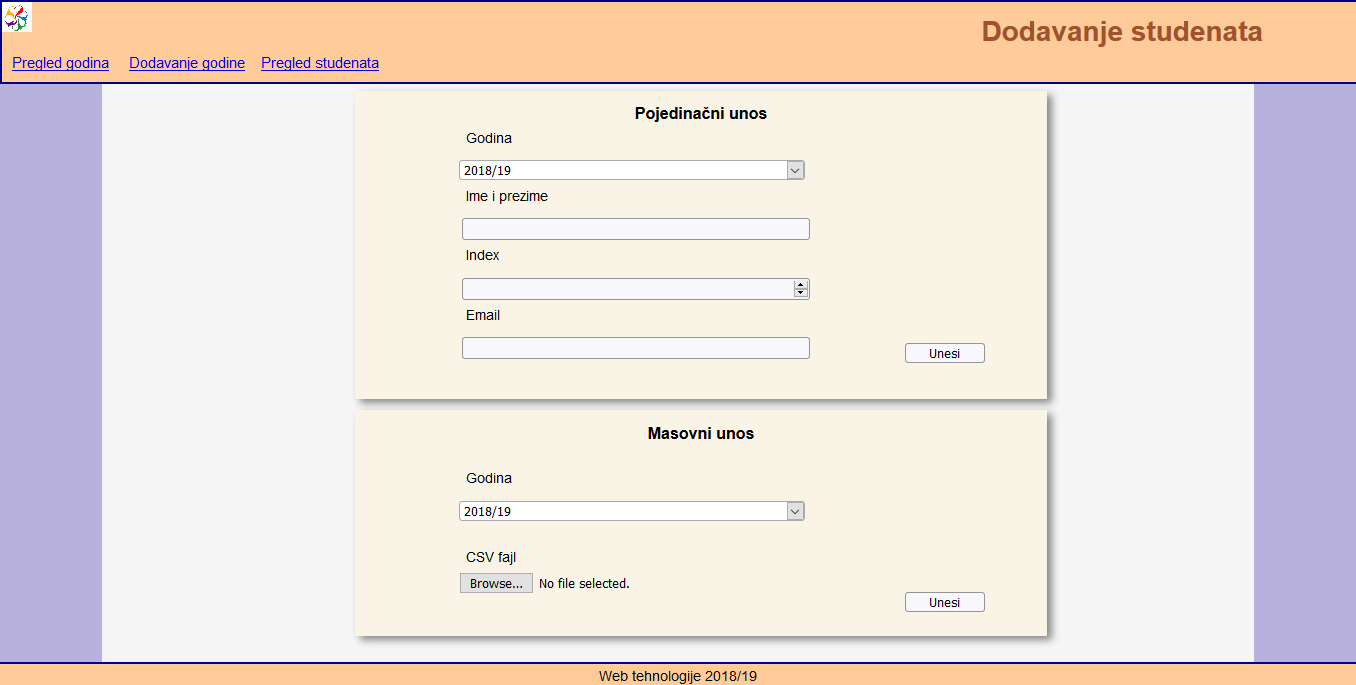 Dodavanje studenata
Pregled godina Dodavanje godine Pregled studenata
Pojedinačni unos
Godina
2018/19
Ime i prezime
Index
Email
Unesi
Masovni unos
Godina
2018/19
CSV fajl
Browse... No file selected.
Unesi
Web tehnologije 2018/19